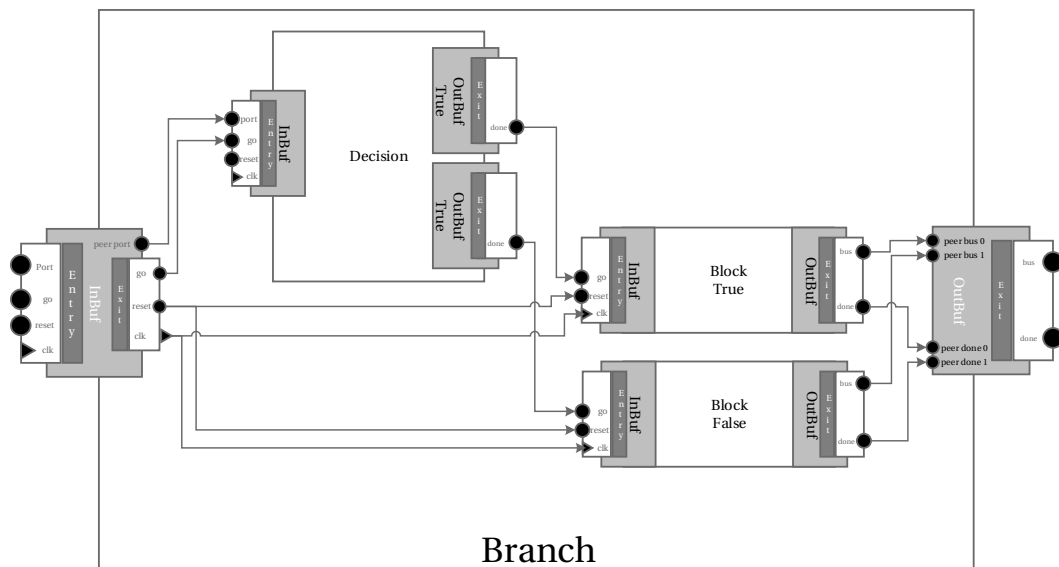 OutBuf
True
Exit
done
port
go
reset
clk
Entry
InBuf
Decision
OutBuf
True
Exit
done
peer port
Port
go
reset
clk
Entry
InBuf
Exit
go
reset
clk
go
reset
clk
Entry
InBuf
Block
True
OutBuf
Exit
bus
done
peer bus 0
peer bus 1
peer done 0
peer done 1
OutBuf
Exit
bus
done
go
reset
clk
Entry
InBuf
Block
False
OutBuf
Exit
bus
done
Branch